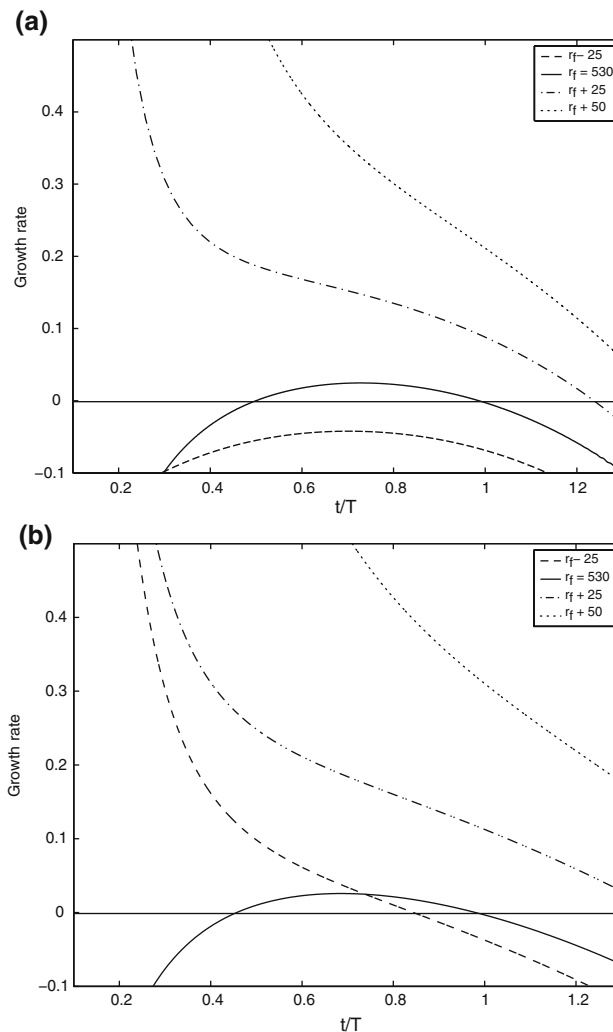 (a)
r_f – 25
r_f = 530
r_f + 25
r_f + 50
0.4
0.3
0.2
0.1
0
−0.1
Growth rate
0.2
0.4
0.6
0.8
1
1.2
t/T
(b)
r_f – 25
r_f = 530
r_f + 25
r_f + 50
0.4
0.3
0.2
0.1
0
−0.1
Growth rate
0.2
0.4
0.6
0.8
1
1.2
t/T